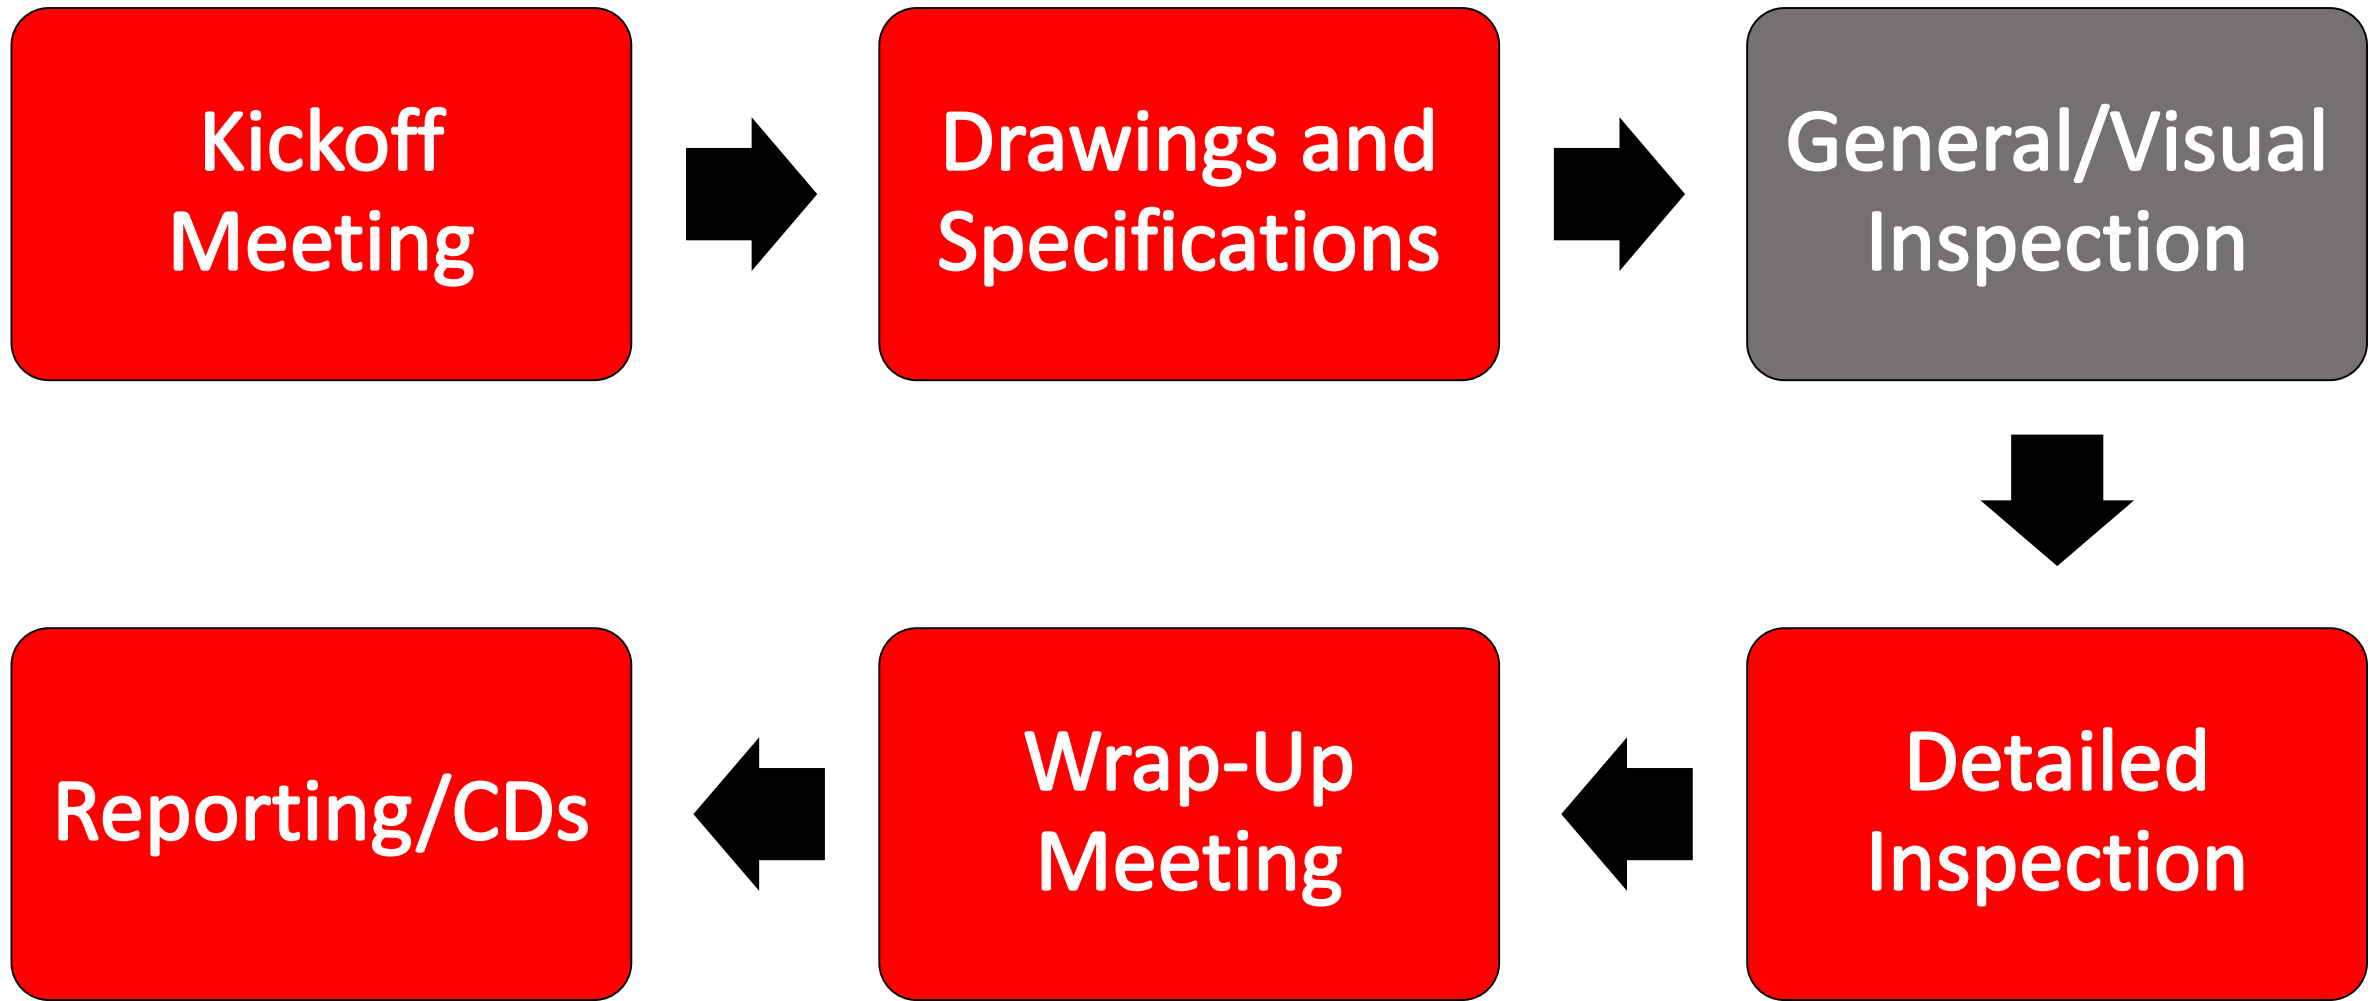 Kickoff
Meeting
Drawings and
Specifications
General/Visual
Inspection
Detailed
Inspection
Wrap-Up
Meeting
Reporting/CDs